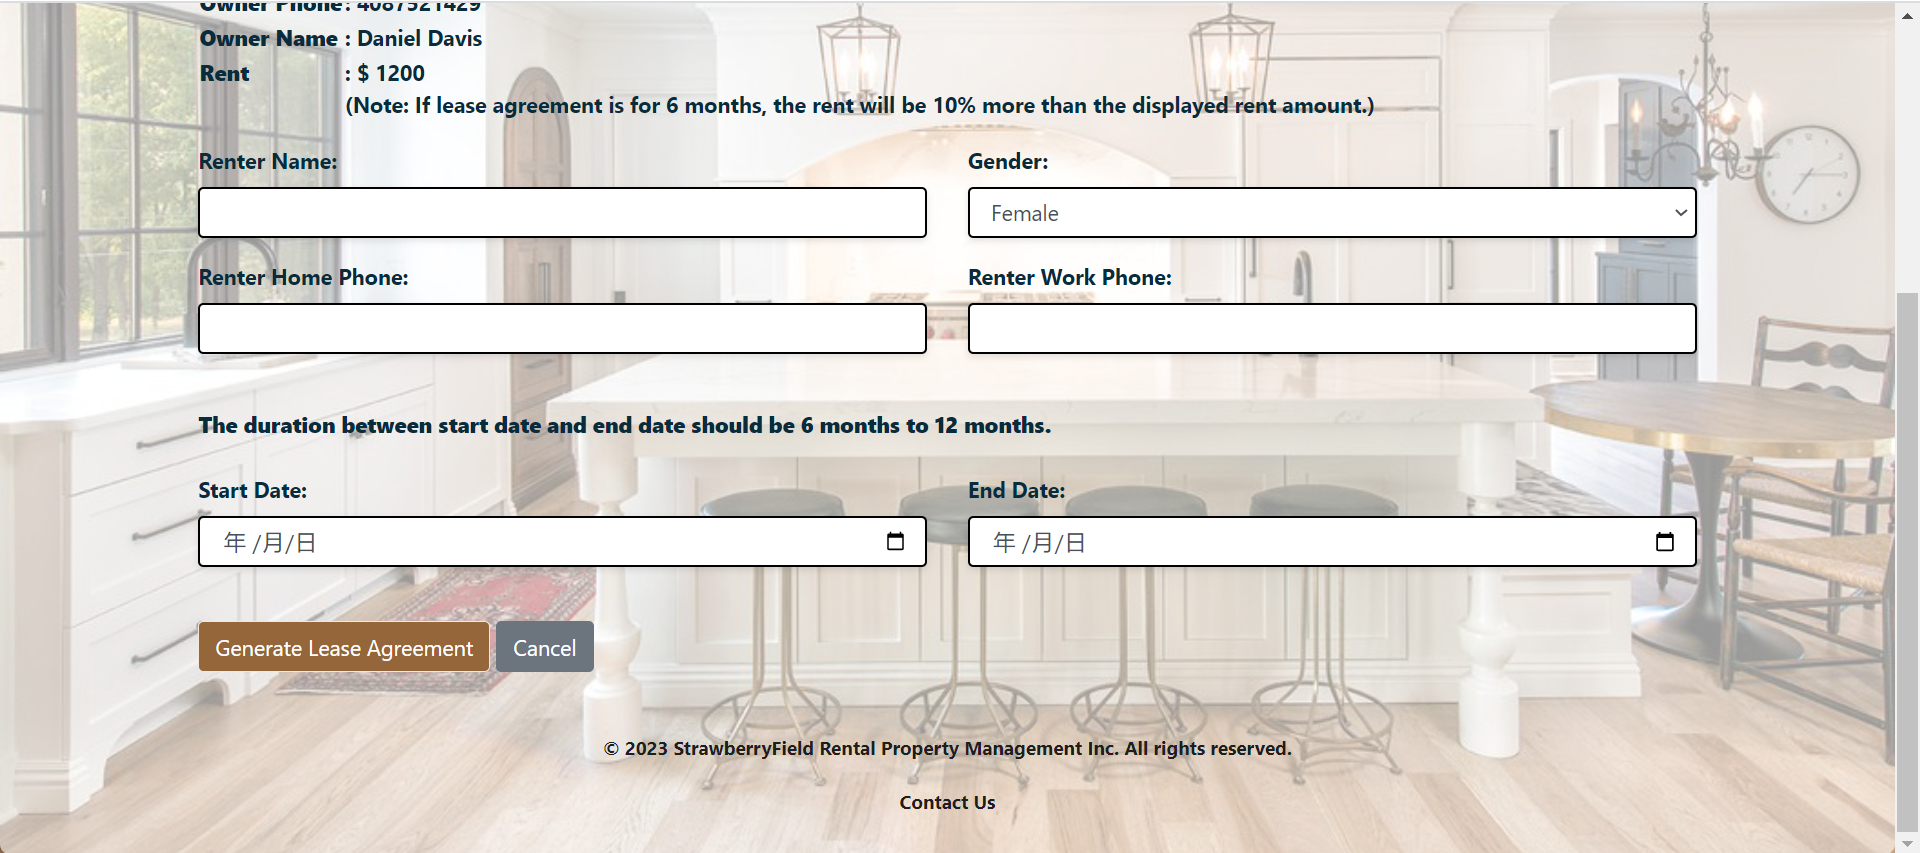 Owner Phone: 4087521429
Owner Name : Daniel Davis
Rent : $ 1200
(Note: If lease agreement is for 6 months, the rent will be 10% more than the displayed rent amount.)
Renter Name: Gender:
Female
Renter Home Phone: Renter Work Phone:
The duration between start date and end date should be 6 months to 12 months.
Start Date: End Date:
年 /月/日 年 /月/日
Generate Lease Agreement Cancel
© 2023 StrawberryField Rental Property Management Inc. All rights reserved.
Contact Us